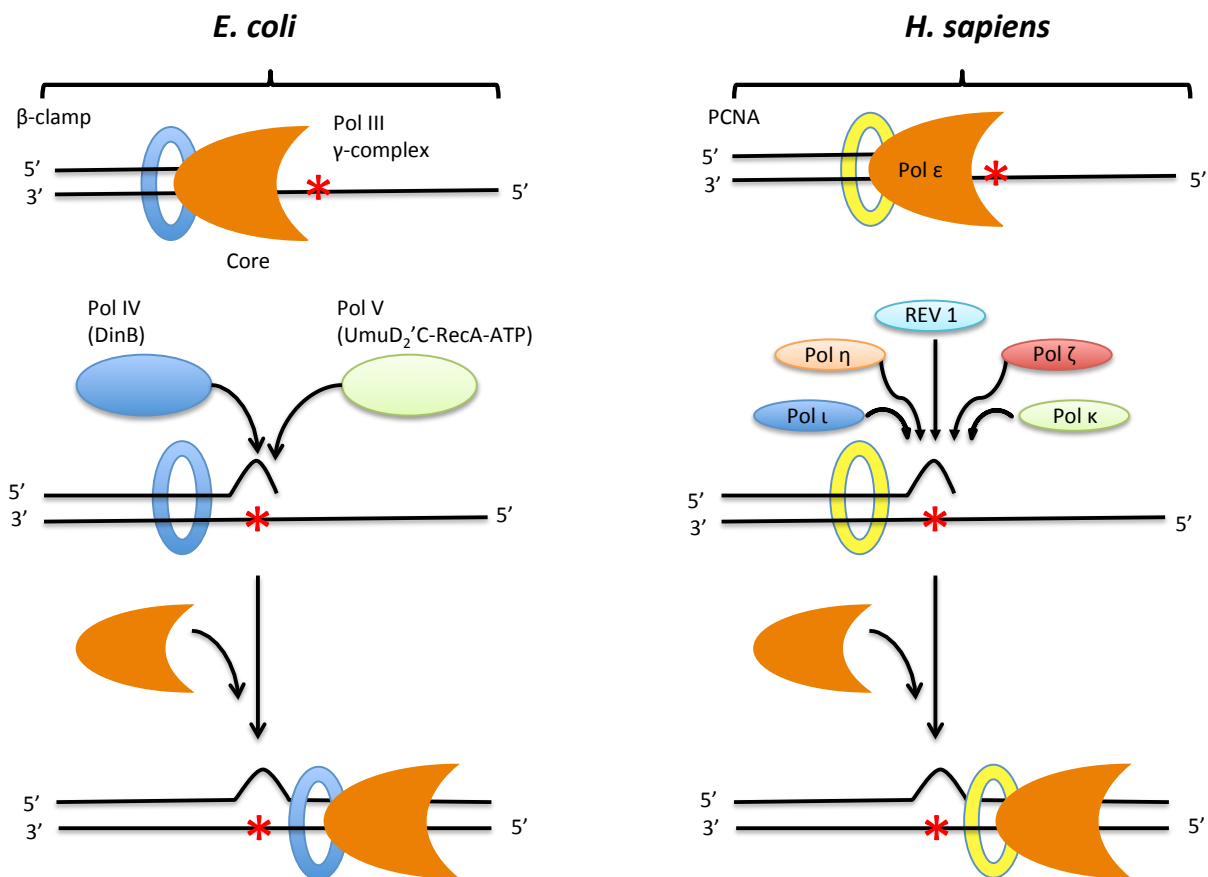 E. coli
β-clamp
Pol III
γ-complex
5’
3’
5’
Core
Pol IV
(DinB)
Pol V
(UmuD₂’C-RecA-ATP)
5’
3’
5’
5’
3’
5’
H. sapiens
PCNA
Pol ε
5’
3’
5’
REV 1
Pol η
Pol ζ
Pol ι
Pol κ
5’
3’
5’
5’
3’
5’